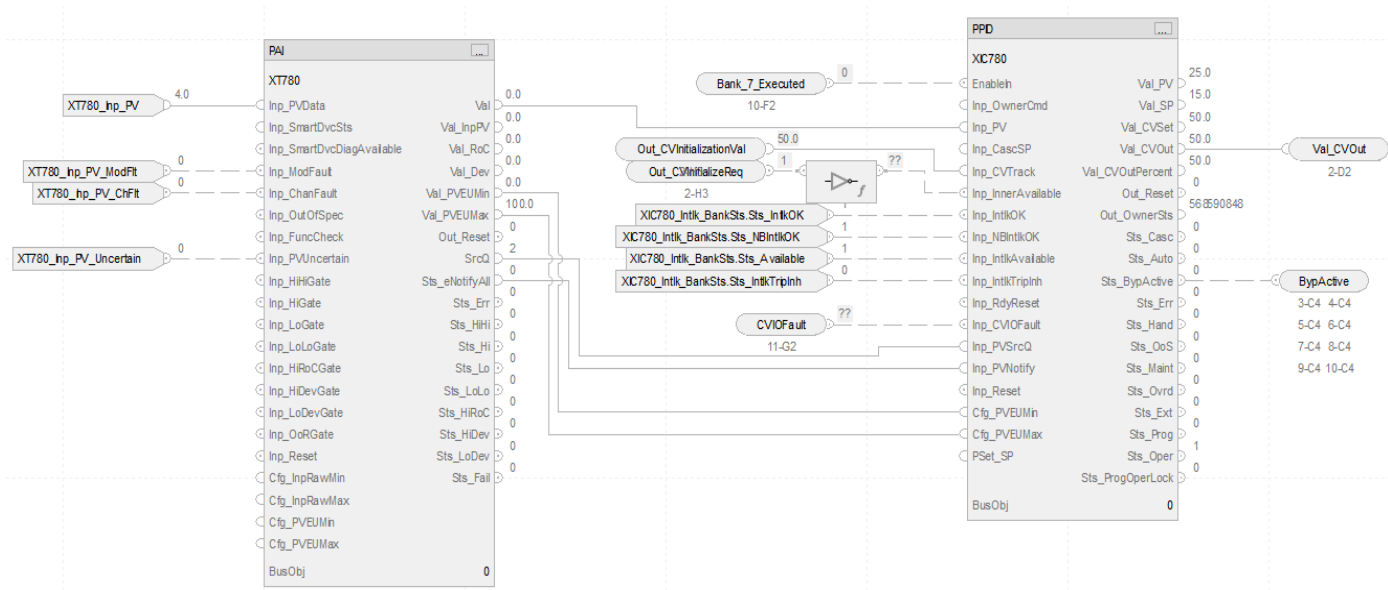 PAI
...
XT780
XT780_Inp_PV
4.0
Inp_PVData
Val
0.0
Inp_SmartDvcSts
Val_InpPV
0.0
Inp_SmartDvcDiagAvailable
Val_RoC
0.0
XT780_Inp_PV_ModFlt
0
Inp_ModFault
Val_Dev
0.0
XT780_Inp_PV_ChFlt
0
Inp_ChanFault
Val_PVEUMin
0.0
Inp_OutOfSpec
Val_PVEUMax
100.0
Inp_FuncCheck
Out_Reset
0
XT780_Inp_PV_Uncertain
0
Inp_PVUncertain
SrcQ
2
Inp_HiHiGate
Sts_eNotifyAll
0
Inp_HiGate
Sts_Err
0
Inp_LoGate
Sts_HiHi
0
Inp_LoLoGate
Sts_Hi
0
Inp_HiRoCGate
Sts_Lo
0
Inp_HiDevGate
Sts_LoLo
0
Inp_LoDevGate
Sts_HiRoC
0
Inp_OoRGate
Sts_HiDev
0
Inp_Reset
Sts_LoDev
0
Cfg_InpRawMin
Sts_Fail
0
Cfg_InpRawMax
Cfg_PVEUMin
Cfg_PVEUMax
BusObj
0
Bank_7_Executed
0
10-F2
Out_CVInitializationVal
50.0
Out_CVInitializeReq
1
2-H3
??
XIC780_Intlk_BankSts.Sts_IntlkOK
1
XIC780_Intlk_BankSts.Sts_NBIntlkOK
1
XIC780_Intlk_BankSts.Sts_Available
1
XIC780_Intlk_BankSts.Sts_IntlkTripInh
0
CVIOFault
??
11-G2
PPID
...
XIC780
EnableIn
Val_PV
25.0
Inp_OwnerCmd
Val_SP
15.0
Inp_PV
Val_CVSet
50.0
Inp_CascSP
Val_CVOut
50.0
Inp_CVTrack
Val_CVOutPercent
50.0
Inp_InnerAvailable
Out_Reset
0
Inp_IntlkOK
Out_OwnerSts
568590848
Inp_NBIntlkOK
Sts_Casc
0
Inp_IntlkAvailable
Sts_Auto
0
Inp_IntlkTripInh
Sts_BypActive
0
Inp_RdyReset
Sts_Err
0
Inp_CVIOFault
Sts_Hand
0
Inp_PVSrcQ
Sts_OoS
0
Inp_PVNotify
Sts_Maint
0
Inp_Reset
Sts_Ovrd
0
Cfg_PVEUMin
Sts_Ext
0
Cfg_PVEUMax
Sts_Prog
0
PSet_SP
Sts_Oper
1
Sts_ProgOperLock
0
BusObj
0
Val_CVOut
2-D2
BypActive
3-C4 4-C4
5-C4 6-C4
7-C4 8-C4
9-C4 10-C4